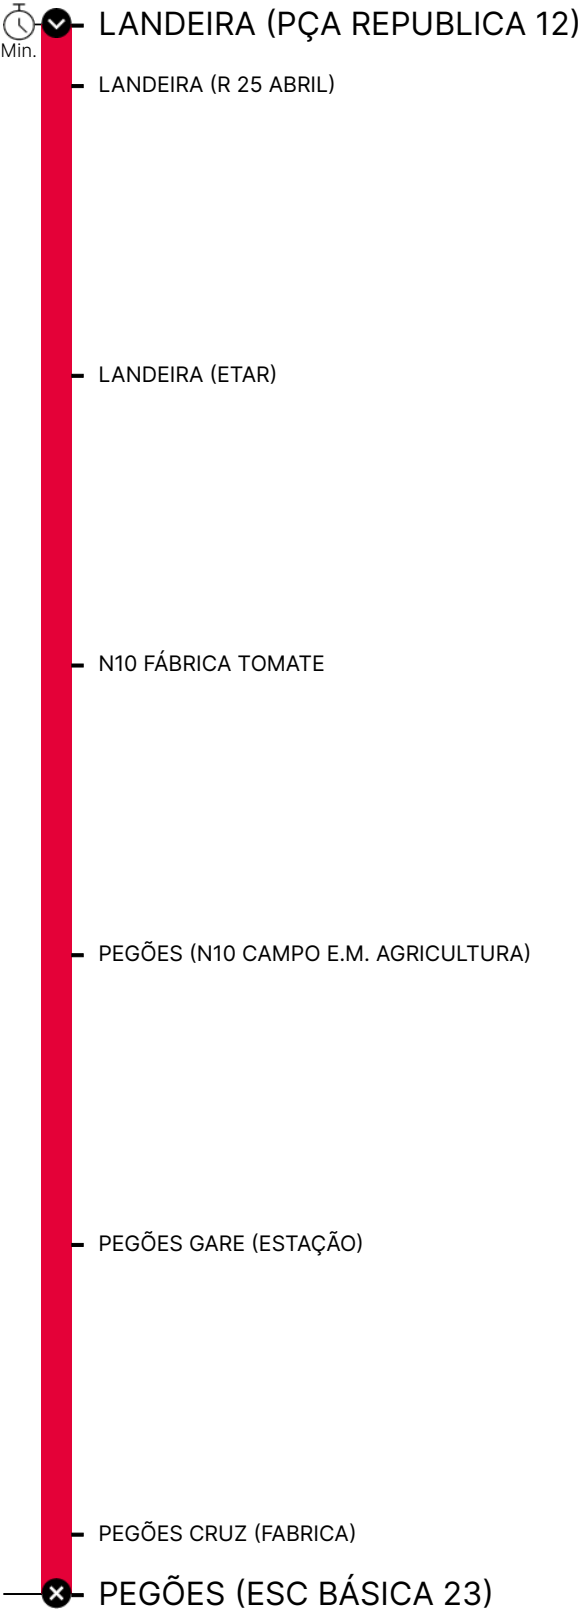 LANDEIRA (PÇA REPUBLICA 12)
Min.
LANDEIRA (R 25 ABRIL)
LANDEIRA (ETAR)
N10 FÁBRICA TOMATE
PEGÕES (N10 CAMPO E.M. AGRICULTURA)
PEGÕES GARE (ESTAÇÃO)
PEGÕES CRUZ (FABRICA)
PEGÕES (ESC BÁSICA 23)